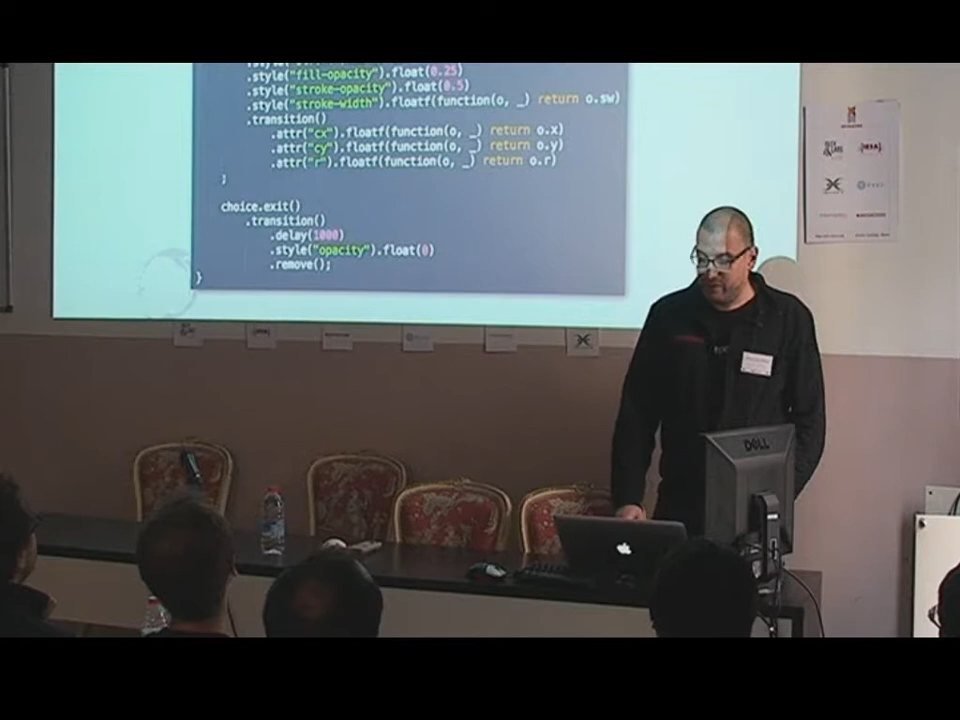 .style("fill-opacity").float(0.25)
.style("stroke-opacity").float(0.5)
.style("stroke-width").floatf(function(o, _) return o.sw)
.transition()
.attr("cx").floatf(function(o, _) return o.x)
.attr("cy").floatf(function(o, _) return o.y)
.attr("r").floatf(function(o, _) return o.r)
;
choice.exit()
.transition()
.delay(1000)
.style("opacity").float(0)
.remove();
}
DELL